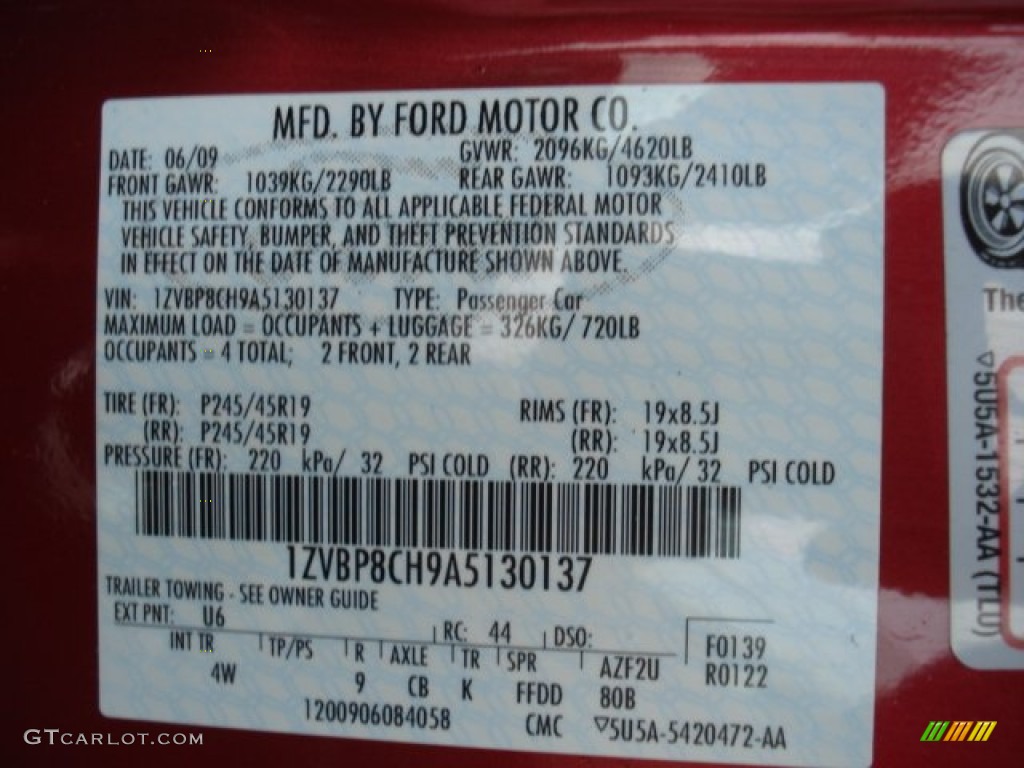 MFD. BY FORD MOTOR CO.
DATE: 06/09 GVWR: 2096KG/4620LB
FRONT GAWR: 1039KG/2290LB REAR GAWR: 1093KG/2410LB
THIS VEHICLE CONFORMS TO ALL APPLICABLE FEDERAL MOTOR
VEHICLE SAFETY, BUMPER, AND THEFT PREVENTION STANDARDS
IN EFFECT ON THE DATE OF MANUFACTURE SHOWN ABOVE.
VIN: 1ZVBP8CH9A5130137 TYPE: Passenger Car
MAXIMUM LOAD = OCCUPANTS + LUGGAGE = 326KG/ 720LB
OCCUPANTS = 4 TOTAL; 2 FRONT, 2 REAR
TIRE (FR): P245/45R19 RIMS (FR): 19x8.5J
(RR): P245/45R19 (RR): 19x8.5J
PRESSURE (FR): 220 kPa/ 32 PSI COLD (RR): 220 kPa/ 32 PSI COLD
1ZVBP8CH9A5130137
TRAILER TOWING - SEE OWNER GUIDE
EXT PNT: U6 RC: 44 DSO: F0139
INT TR TP/PS R AXLE TR SPR AZF2U R0122
4W 9 CB K FFDD 80B
1200906084058 CMC ▽5U5A-5420472-AA
The
▽5U5A-1532-AA (TLU)
GTCARLOT.COM